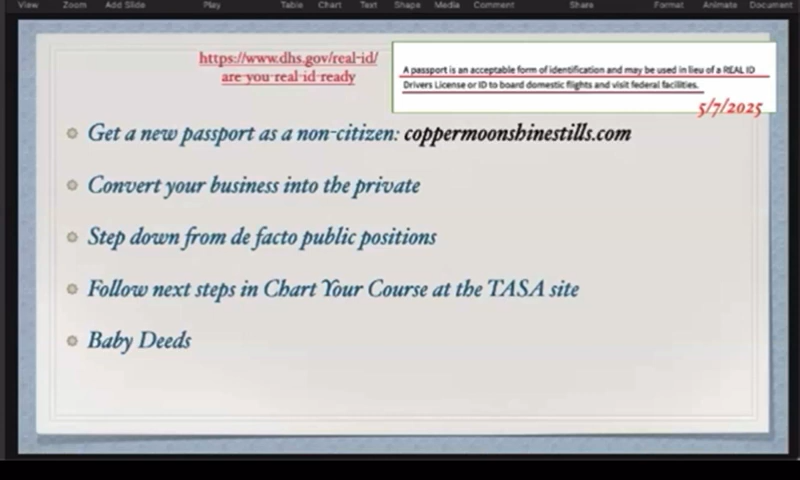 View Zoom Add Slide Play Table Chart Text Shape Media Comment Share Format Animate Document
https://www.dhs.gov/real-id/
are-you-real-id-ready
A passport is an acceptable form of identification and may be used in lieu of a REAL ID
Drivers License or ID to board domestic flights and visit federal facilities.
5/7/2025
Get a new passport as a non-citizen: coppermoonshinestills.com
Convert your business into the private
Step down from de facto public positions
Follow next steps in Chart Your Course at the TASA site
Baby Deeds